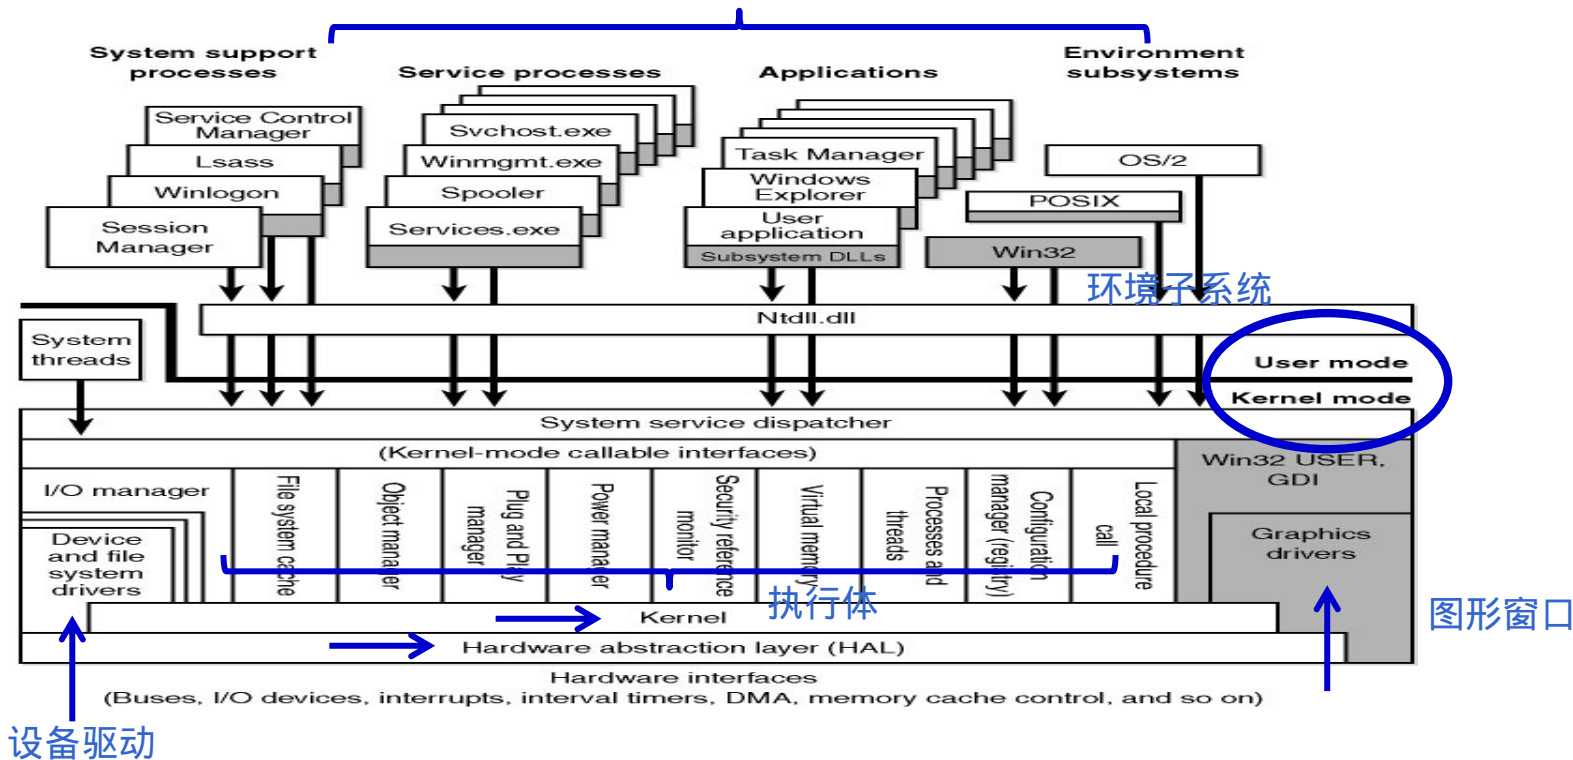 System support
processes
Service processes
Applications
Environment
subsystems
Service Control
Manager
Lsass
Winlogon
Session
Manager
Svchost.exe
Winmgmt.exe
Spooler
Services.exe
Task Manager
Windows
Explorer
User
application
Subsystem DLLs
OS/2
POSIX
Win32
环境子系统
Ntdll.dll
System
threads
User mode
Kernel mode
System service dispatcher
(Kernel-mode callable interfaces)
Win32 USER,
GDI
I/O manager
File system cache
Object manager
Plug and Play
manager
Power manager
Security reference
monitor
Virtual memory
Processes and
threads
Configuration
manager (registry)
Local procedure
call
Graphics
drivers
Device
and file
system
drivers
执行体
图形窗口
Kernel
Hardware abstraction layer (HAL)
Hardware interfaces
(Buses, I/O devices, interrupts, interval timers, DMA, memory cache control, and so on)
设备驱动